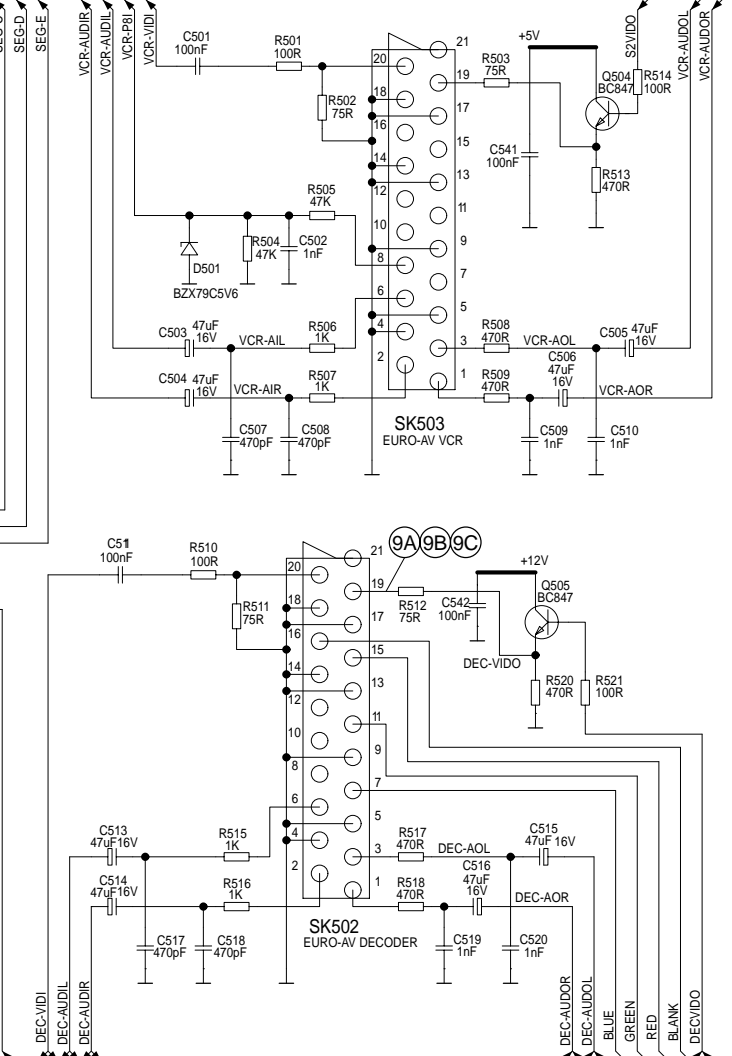 SEG-D
SEG-E
VCR-AUDIR
VCR-AUDIL
VCR-P8I
VCR-VIDI
C501
100nF
R501
100R
R502
75R
21
20
19
18
17
16
15
14
13
12
11
10
9
8
7
6
5
4
3
2
1
R503
75R
+5V
S2VIDO
VCR-AUDOL
VCR-AUDOR
Q504
BC847
R514
100R
C541
100nF
R513
470R
R505
47K
R504
47K
C502
1nF
D501
BZX79C5V6
C503
47uF
16V
VCR-AIL
R506
1K
C504
47uF
16V
VCR-AIR
R507
1K
R508
470R
VCR-AOL
C505
47uF
16V
R509
470R
C506
47uF
16V
VCR-AOR
C507
470pF
C508
470pF
SK503
EURO-AV VCR
C509
1nF
C510
1nF
C511
100nF
R510
100R
R511
75R
9A 9B 9C
21
20
19
18
17
16
15
14
13
12
11
10
9
8
7
6
5
4
3
2
1
R512
75R
C542
100nF
+12V
Q505
BC847
DEC-VIDO
R520
470R
R521
100R
C513
47uF16V
R515
1K
C514
47uF16V
R516
1K
R517
470R
DEC-AOL
C515
47uF 16V
R518
470R
C516
47uF
16V
DEC-AOR
C517
470pF
C518
470pF
SK502
EURO-AV DECODER
C519
1nF
C520
1nF
DEC-VIDI
DEC-AUDIL
DEC-AUDIR
DEC-AUDOR
DEC-AUDOL
BLUE
GREEN
RED
BLANK
DECVIDO